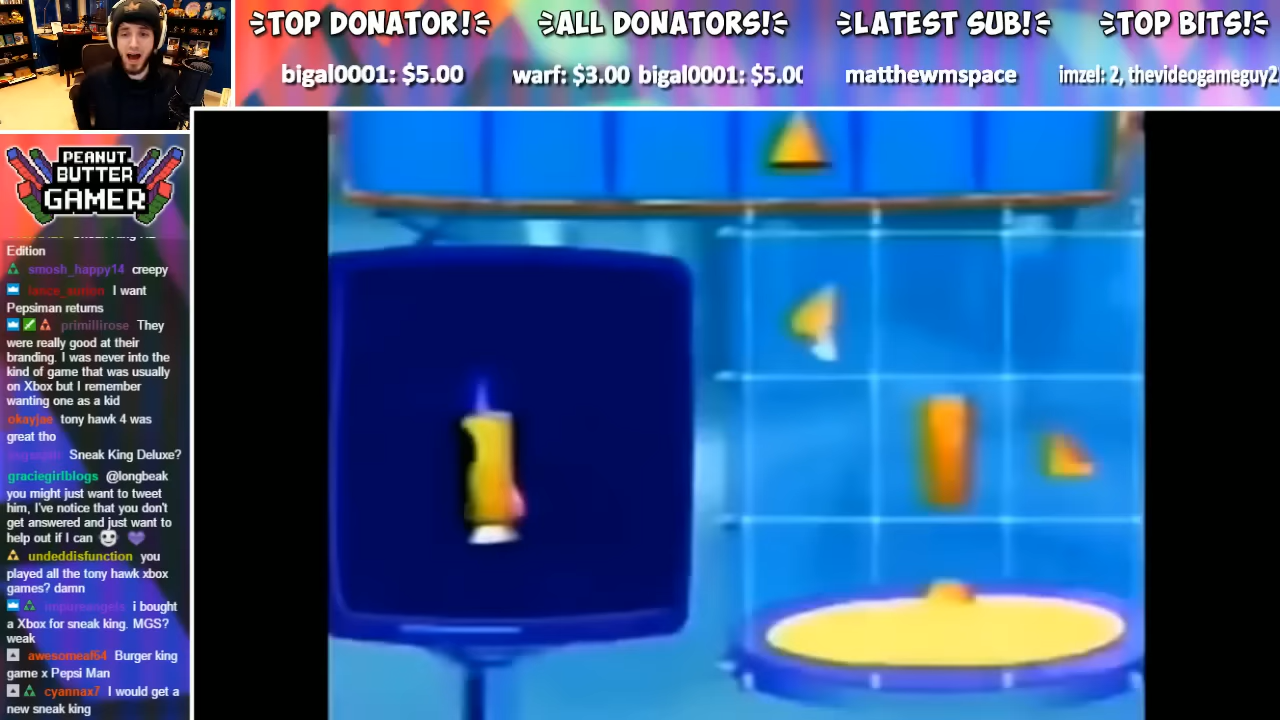 TOP DONATOR! ALL DONATORS! LATEST SUB! TOP BITS!
bigal0001: $5.00 warf: $3.00 bigal0001: $5.00 matthewmspace imzel: 2, thevideogameguy2
PEANUT
BUTTER
GAMER
Edition
smosh_happy14 creepy
I want
Pepsiman returns
primillirose They
were really good at their
branding. I was never into the
kind of game that was usually
on Xbox but I remember
wanting one as a kid
okayjae tony hawk 4 was
great tho
Sneak King Deluxe?
graciegirlblogs @longbeak
you might just want to tweet
him, I've notice that you don't
get answered and just want to
help out if I can
undeddisfunction you
played all the tony hawk xbox
games? damn
i bought
a Xbox for sneak king. MGS?
weak
awesomeal64 Burger king
game x Pepsi Man
cyannax7 I would get a
new sneak king